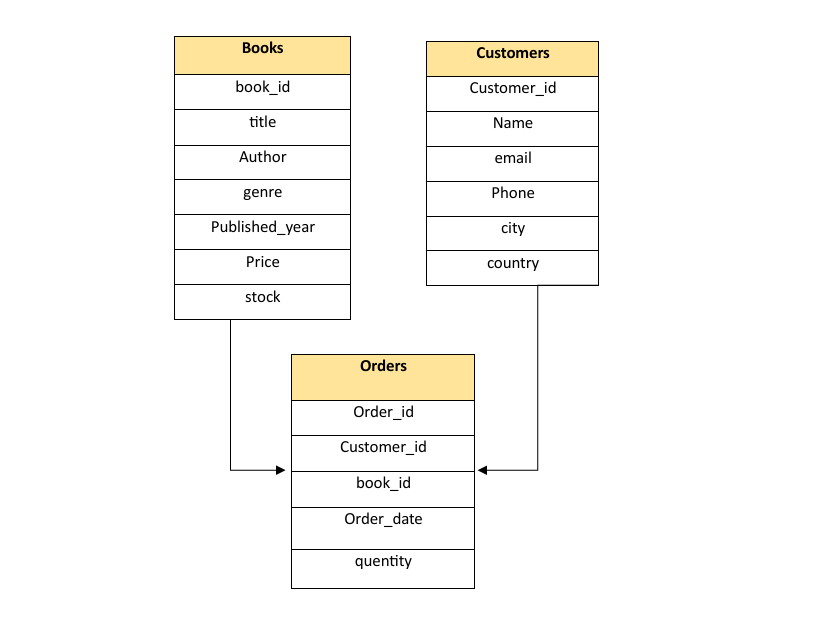 Books
book_id
title
Author
genre
Published_year
Price
stock
Customers
Customer_id
Name
email
Phone
city
country
Orders
Order_id
Customer_id
book_id
Order_date
quentity